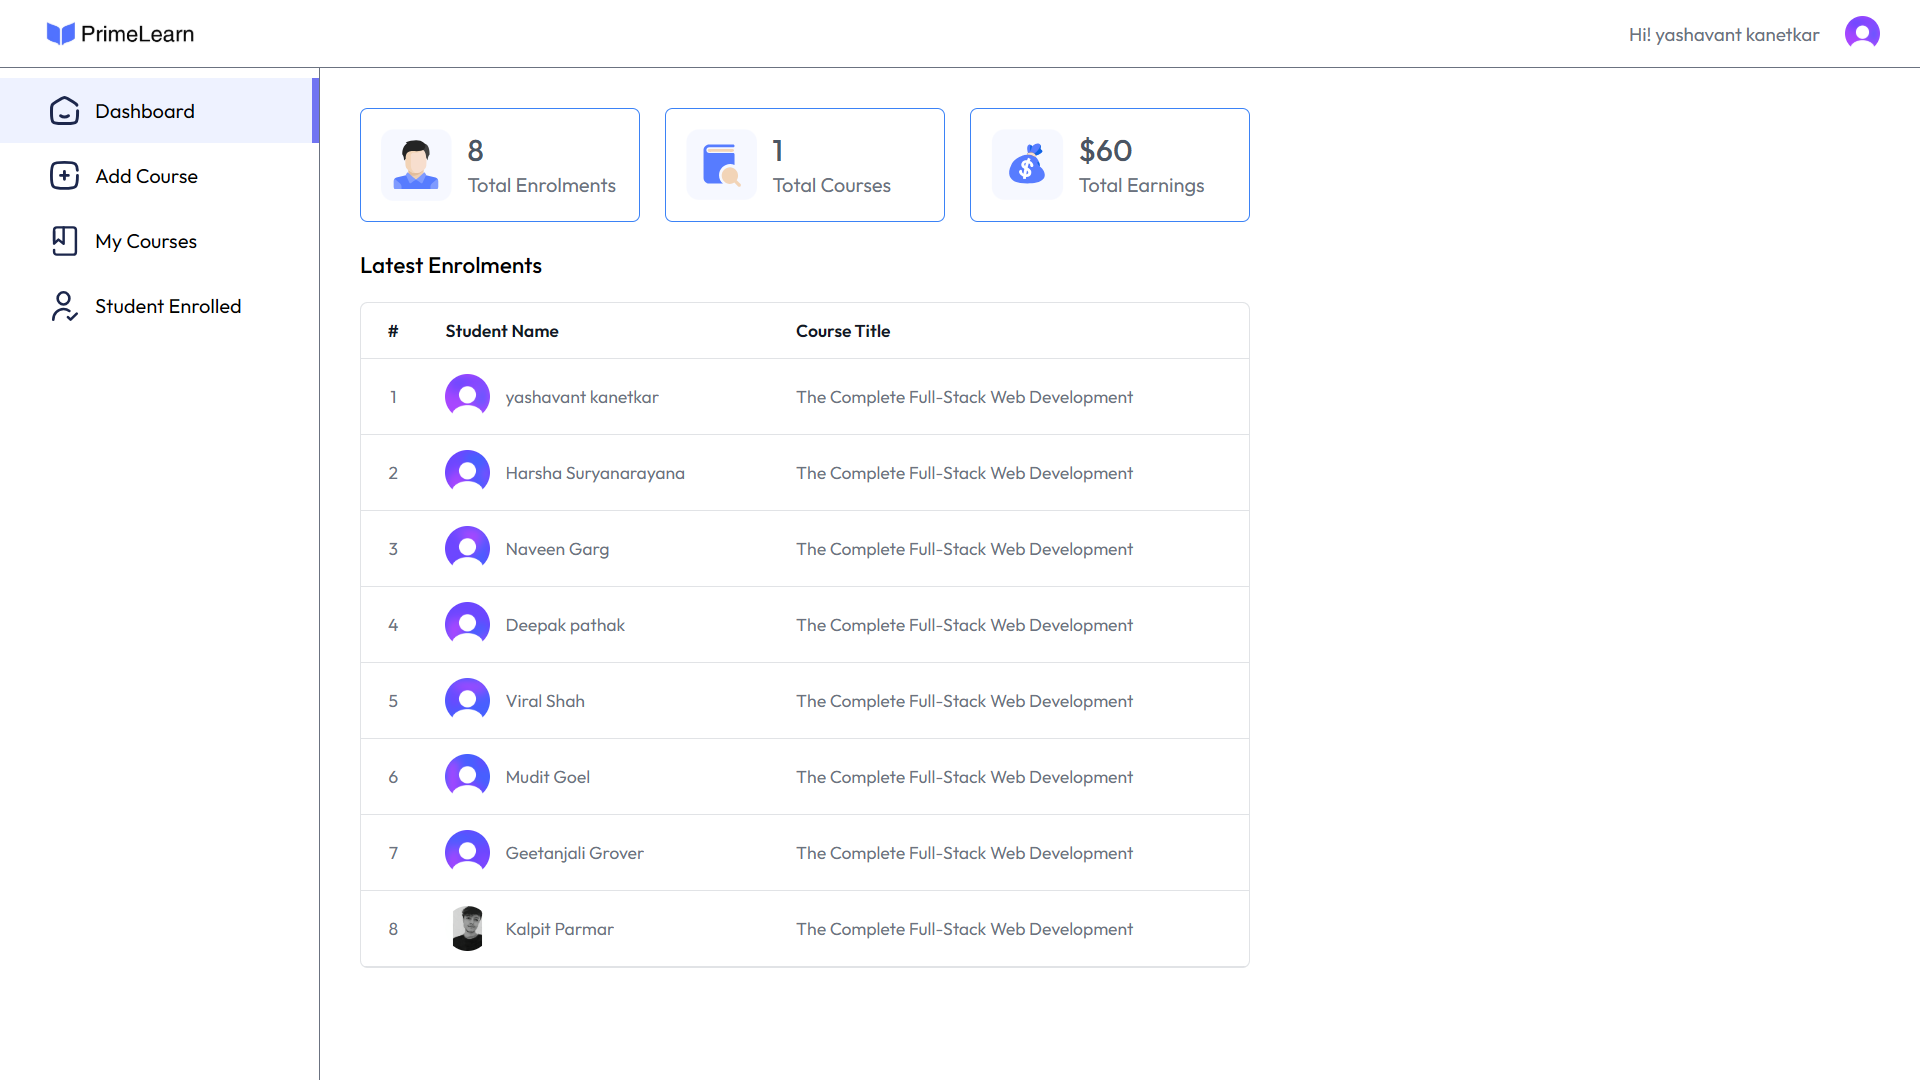 PrimeLearn
Hi! yashavant kanetkar
Dashboard
Add Course
My Courses
Student Enrolled
8
Total Enrolments
1
Total Courses
$60
Total Earnings
Latest Enrolments
# Student Name Course Title
1 yashavant kanetkar The Complete Full-Stack Web Development
2 Harsha Suryanarayana The Complete Full-Stack Web Development
3 Naveen Garg The Complete Full-Stack Web Development
4 Deepak pathak The Complete Full-Stack Web Development
5 Viral Shah The Complete Full-Stack Web Development
6 Mudit Goel The Complete Full-Stack Web Development
7 Geetanjali Grover The Complete Full-Stack Web Development
8 Kalpit Parmar The Complete Full-Stack Web Development